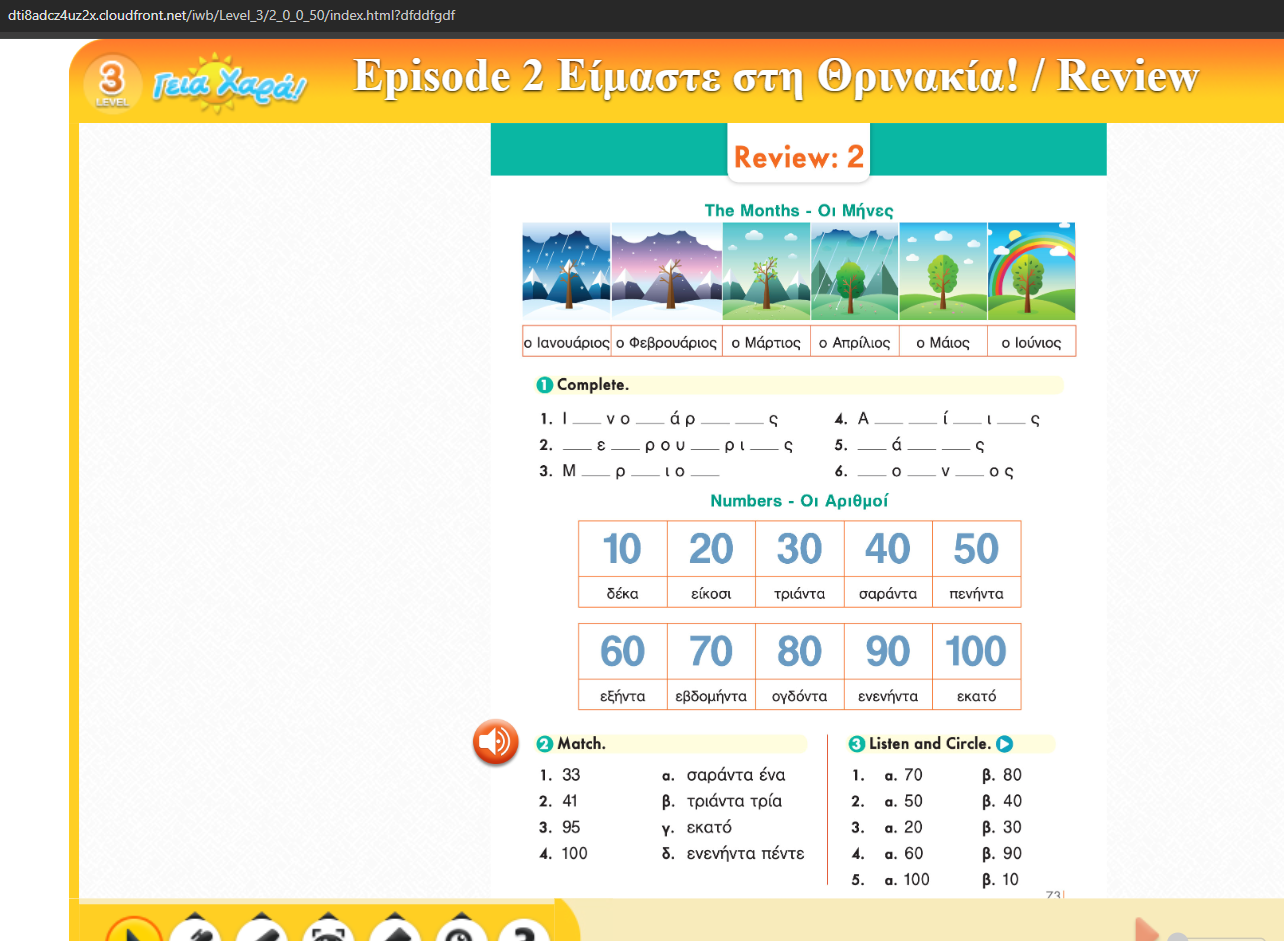 dti8adcz4uz2x.cloudfront.net/iwb/Level_3/2_0_0_50/index.html?dfddfgdf
3
LEVEL
Γεια Χαρά!
Episode 2 Είμαστε στη Θρινακία! / Review
Review: 2
The Months - Οι Μήνες
ο Ιανουάριος ο Φεβρουάριος ο Μάρτιος ο Απρίλιος ο Μάιος ο Ιούνιος
1 Complete.
1. Ι ___ ν ο ___ ά ρ ___ ___ ς
2. ___ ε ___ ρ ο υ ___ ρ ι ___ ς
3. Μ ___ ρ ___ ι ο ___
4. Α ___ ___ ί ___ ι ___ ς
5. ___ ά ___ ___ ς
6. ___ ο ___ ν ___ ο ς
Numbers - Οι Αριθμοί
10 20 30 40 50
δέκα είκοσι τριάντα σαράντα πενήντα
60 70 80 90 100
εξήντα εβδομήντα ογδόντα ενενήντα εκατό
2 Match.
1. 33 α. σαράντα ένα
2. 41 β. τριάντα τρία
3. 95 γ. εκατό
4. 100 δ. ενενήντα πέντε
3 Listen and Circle.
1. α. 70 β. 80
2. α. 50 β. 40
3. α. 20 β. 30
4. α. 60 β. 90
5. α. 100 β. 10
73